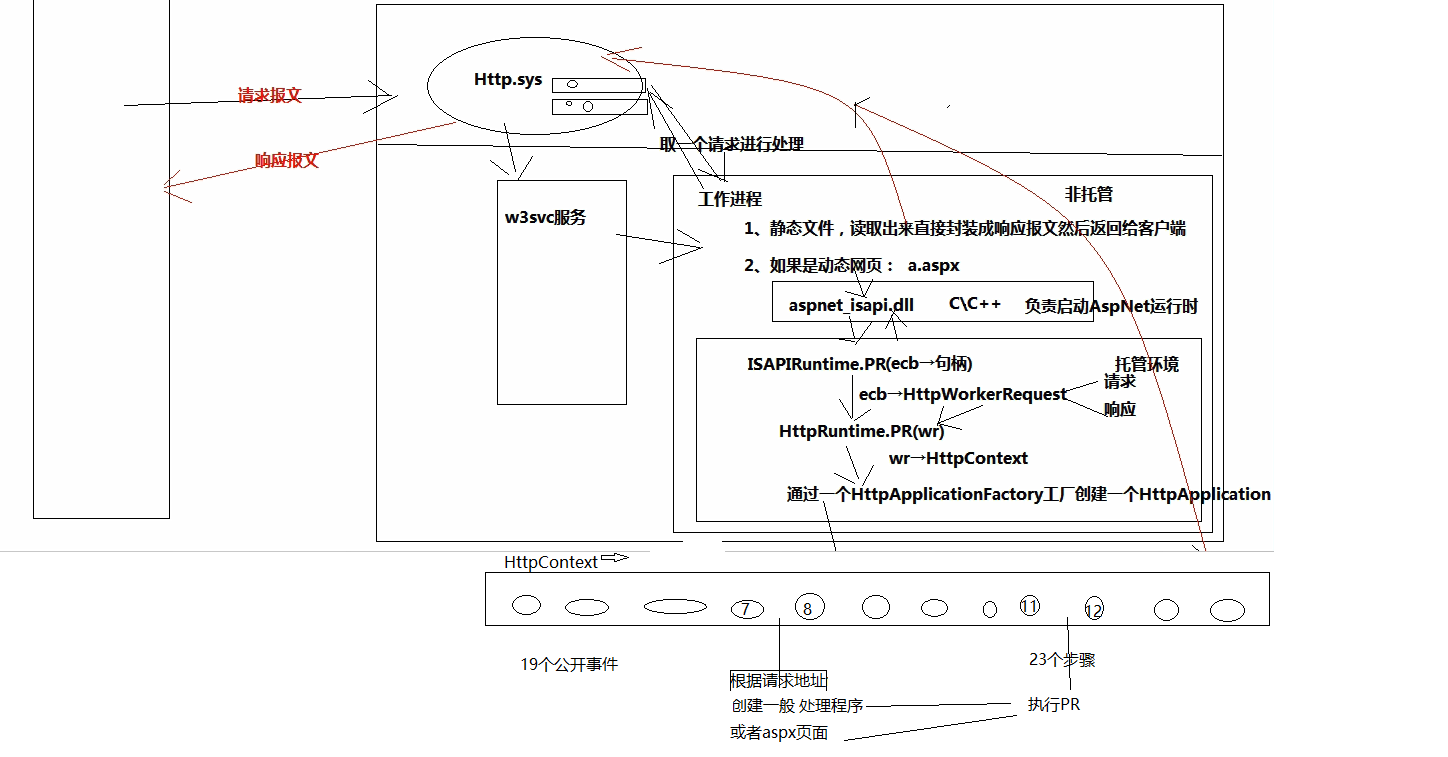 Http.sys
请求报文
响应报文
取一个请求进行处理
w3svc服务
工作进程
非托管
1、静态文件，读取出来直接封装成响应报文然后返回给客户端
2、如果是动态网页： a.aspx
aspnet_isapi.dll C\C++ 负责启动AspNet运行时
ISAPIRuntime.PR(ecb→句柄)
托管环境
请求
ecb→HttpWorkerRequest
响应
HttpRuntime.PR(wr)
wr→HttpContext
通过一个HttpApplicationFactory工厂创建一个HttpApplication
HttpContext
7
8
11
12
19个公开事件
23个步骤
根据请求地址
创建一般 处理程序
或者aspx页面
执行PR